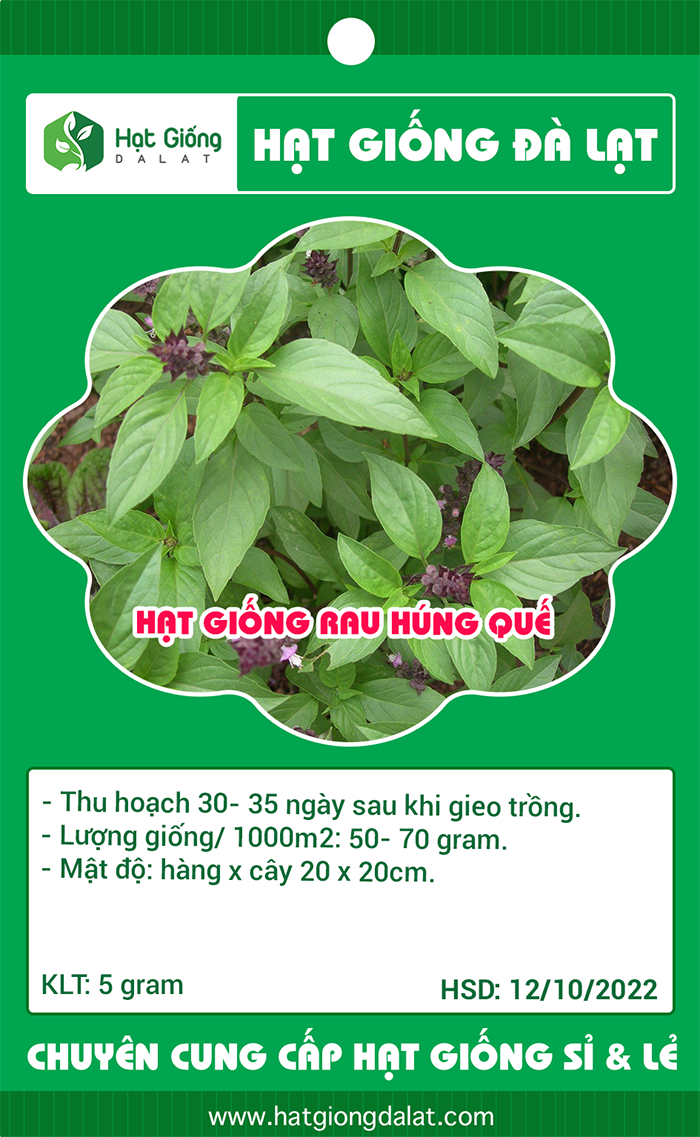 Hạt Giống
DALAT
HẠT GIỐNG ĐÀ LẠT
HẠT GIỐNG RAU HÚNG QUẾ
- Thu hoạch 30- 35 ngày sau khi gieo trồng.
- Lượng giống/ 1000m2: 50- 70 gram.
- Mật độ: hàng x cây 20 x 20cm.
KLT: 5 gram
HSD: 12/10/2022
CHUYÊN CUNG CẤP HẠT GIỐNG SỈ & LẺ
www.hatgiongdalat.com